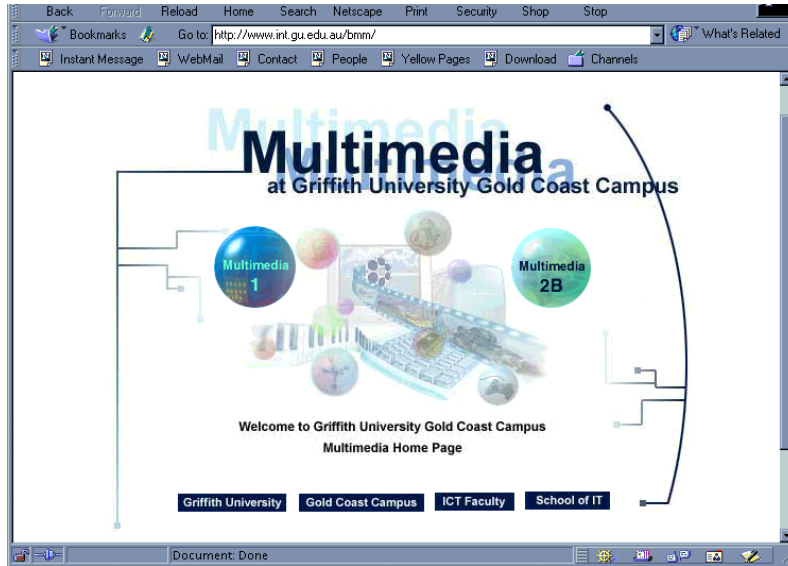 Back Forward Reload Home Search Netscape Print Security Shop Stop
Bookmarks Go to: http://www.int.gu.edu.au/bmm/ What's Related
Instant Message WebMail Contact People Yellow Pages Download Channels
Multimedia
Multimedia
Multimedia
at Griffith University Gold Coast Campus
Multimedia
1
Multimedia
2B
Welcome to Griffith University Gold Coast Campus
Multimedia Home Page
Griffith University Gold Coast Campus ICT Faculty School of IT
Document: Done